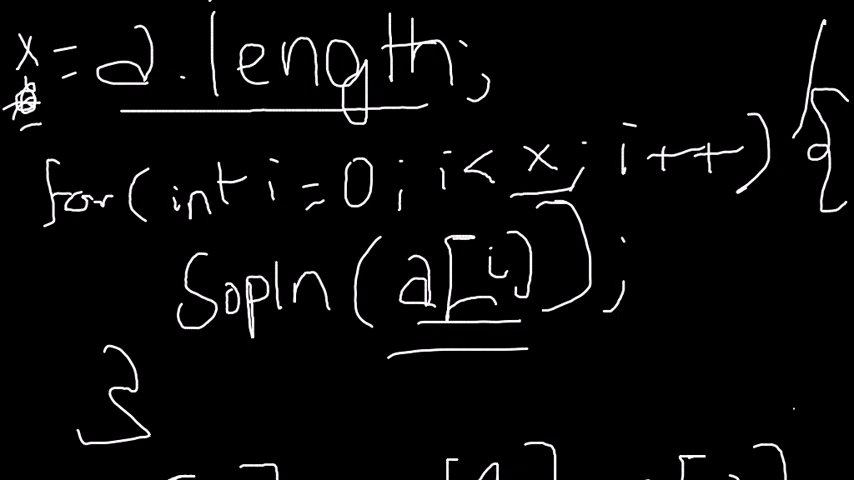 x = a.length;
for(int i = 0; i < x; i++) {
Sopln(a[i]);
}